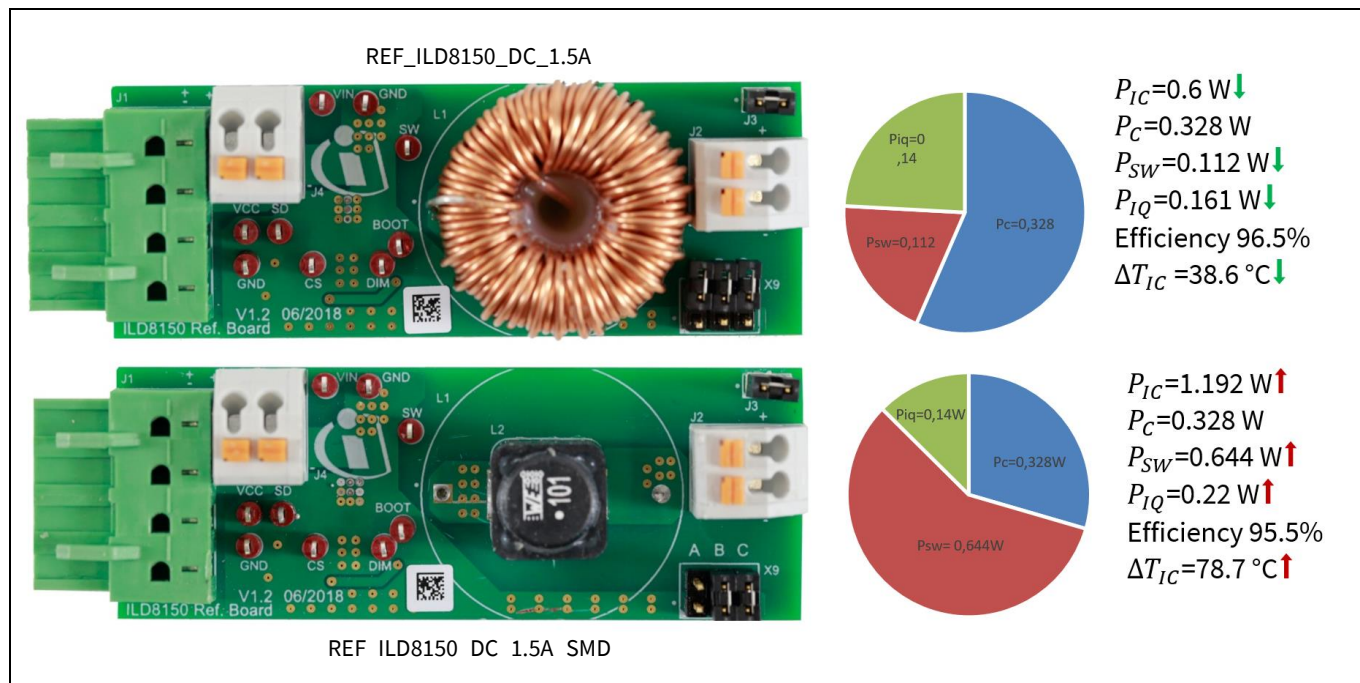 REF_ILD8150_DC_1.5A
J1
VIN
GND
L1
SW
J3
J2
+
-
J4
VCC SD
BOOT
GND
CS
DIM
X9
V1.2 06/2018
ILD8150 Ref. Board
Piq=0
,14
Pc=0,328
Psw=0,112
P_IC=0.6 W↓
P_C=0.328 W
P_SW=0.112 W↓
P_IQ=0.161 W↓
Efficiency 96.5%
ΔT_IC =38.6 °C↓
J1
VIN
GND
L1
SW
L2
J3
J2
+
-
J4
VCC SD
BOOT
GND
CS
DIM
WE
101
A B C
X9
V1.2 06/2018
ILD8150 Ref. Board
REF ILD8150 DC 1.5A SMD
Piq=0,14W
Pc=0,328W
Psw= 0,644W
P_IC=1.192 W↑
P_C=0.328 W
P_SW=0.644 W↑
P_IQ=0.22 W↑
Efficiency 95.5%
ΔT_IC=78.7 °C↑